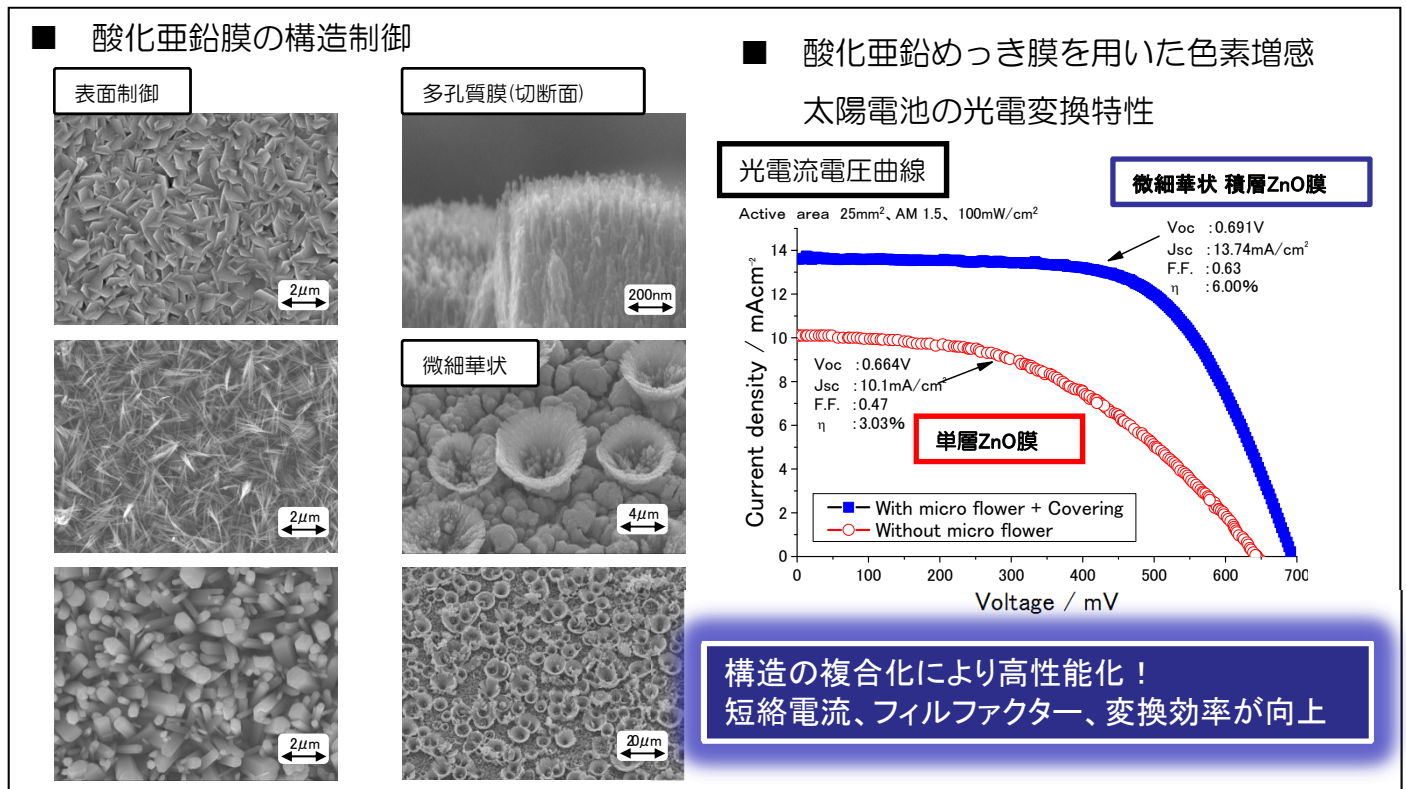 ■ 酸化亜鉛膜の構造制御
表面制御
2μm
2μm
2μm
多孔質膜(切断面)
200nm
微細華状
4μm
20μm
■ 酸化亜鉛めっき膜を用いた色素増感
太陽電池の光電変換特性
光電流電圧曲線
微細華状 積層ZnO膜
Active area 25mm²、AM 1.5、 100mW/cm²
Voc :0.691V
Jsc :13.74mA/cm²
F.F. :0.63
η :6.00%
Voc :0.664V
Jsc :10.1mA/cm
F.F. :0.47
η :3.03%
単層ZnO膜
With micro flower + Covering
Without micro flower
Current density / mAcm⁻²
14
12
10
8
6
4
2
0
0 100 200 300 400 500 600 700
Voltage / mV
構造の複合化により高性能化！
短絡電流、フィルファクター、変換効率が向上